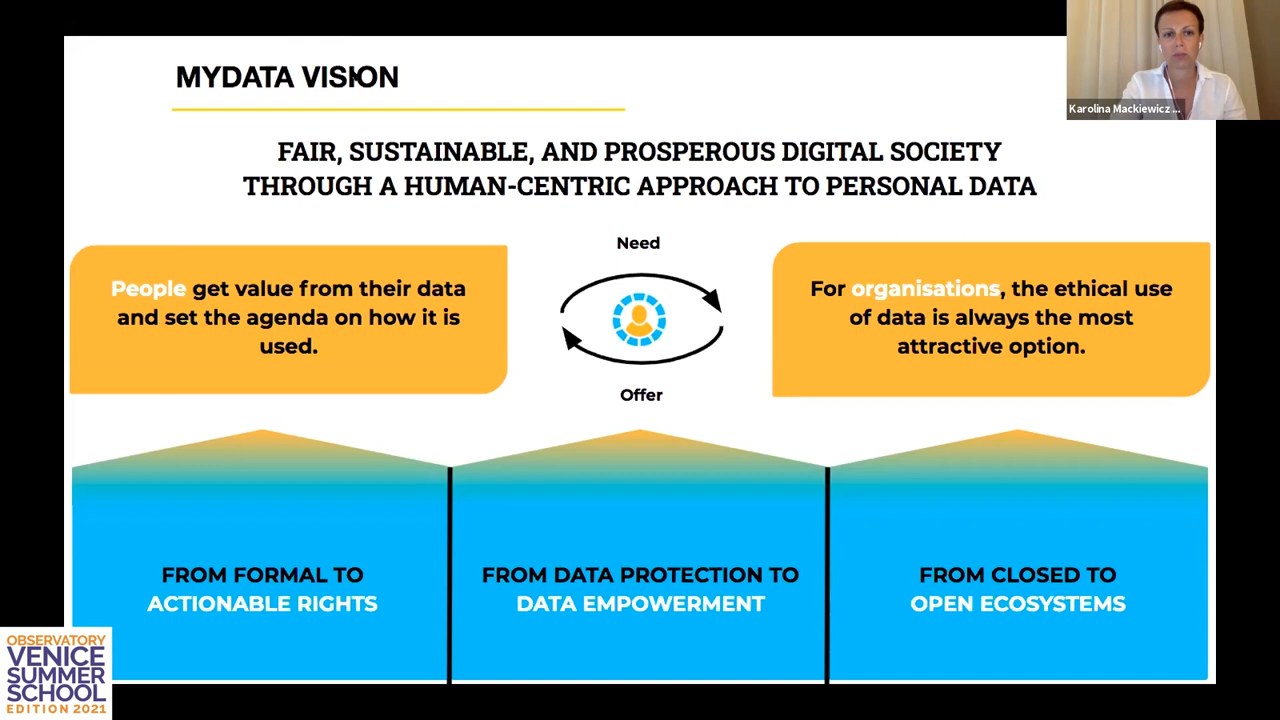 MYDATA VISION
Karolina Mackiewicz ...
FAIR, SUSTAINABLE, AND PROSPEROUS DIGITAL SOCIETY
THROUGH A HUMAN-CENTRIC APPROACH TO PERSONAL DATA
Need
People get value from their data
and set the agenda on how it is
used.
For organisations, the ethical use
of data is always the most
attractive option.
Offer
FROM FORMAL TO
ACTIONABLE RIGHTS
FROM DATA PROTECTION TO
DATA EMPOWERMENT
FROM CLOSED TO
OPEN ECOSYSTEMS
OBSERVATORY
VENICE
SUMMER
SCHOOL
EDITION 2021